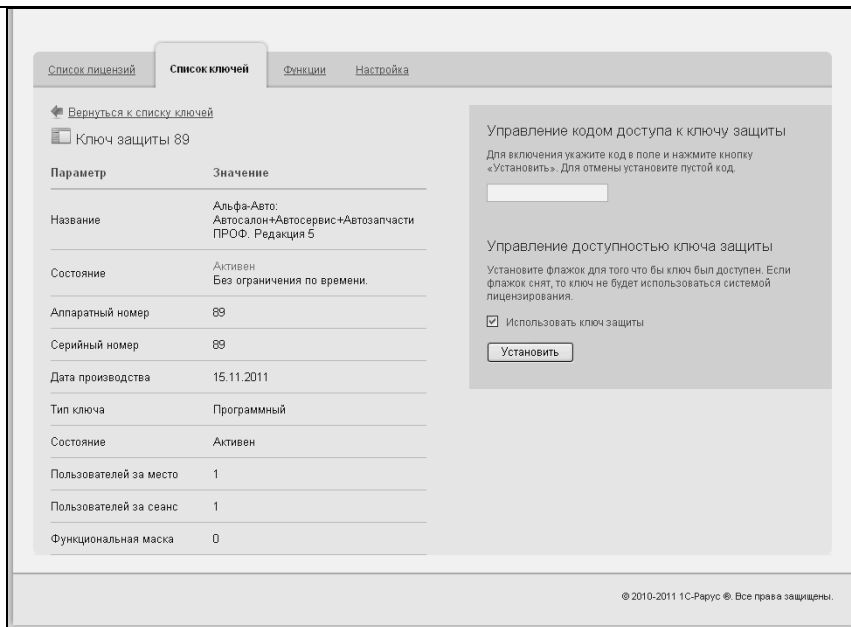 Список лицензий Список ключей Функции Настройка
Вернуться к списку ключей
Ключ защиты 89
Параметр Значение
Название Альфа-Авто:
Автосалон+Автосервис+Автозапчасти
ПРОФ. Редакция 5
Состояние Активен
Без ограничения по времени.
Аппаратный номер 89
Серийный номер 89
Дата производства 15.11.2011
Тип ключа Программный
Состояние Активен
Пользователей за место 1
Пользователей за сеанс 1
Функциональная маска 0
Управление кодом доступа к ключу защиты
Для включения укажите код в поле и нажмите кнопку
«Установить». Для отмены установите пустой код.
Управление доступностью ключа защиты
Установите флажок для того что бы ключ был доступен. Если
флажок снят, то ключ не будет использоваться системой
лицензирования.
Использовать ключ защиты
Установить
© 2010-2011 1С-Рарус ®. Все права защищены.